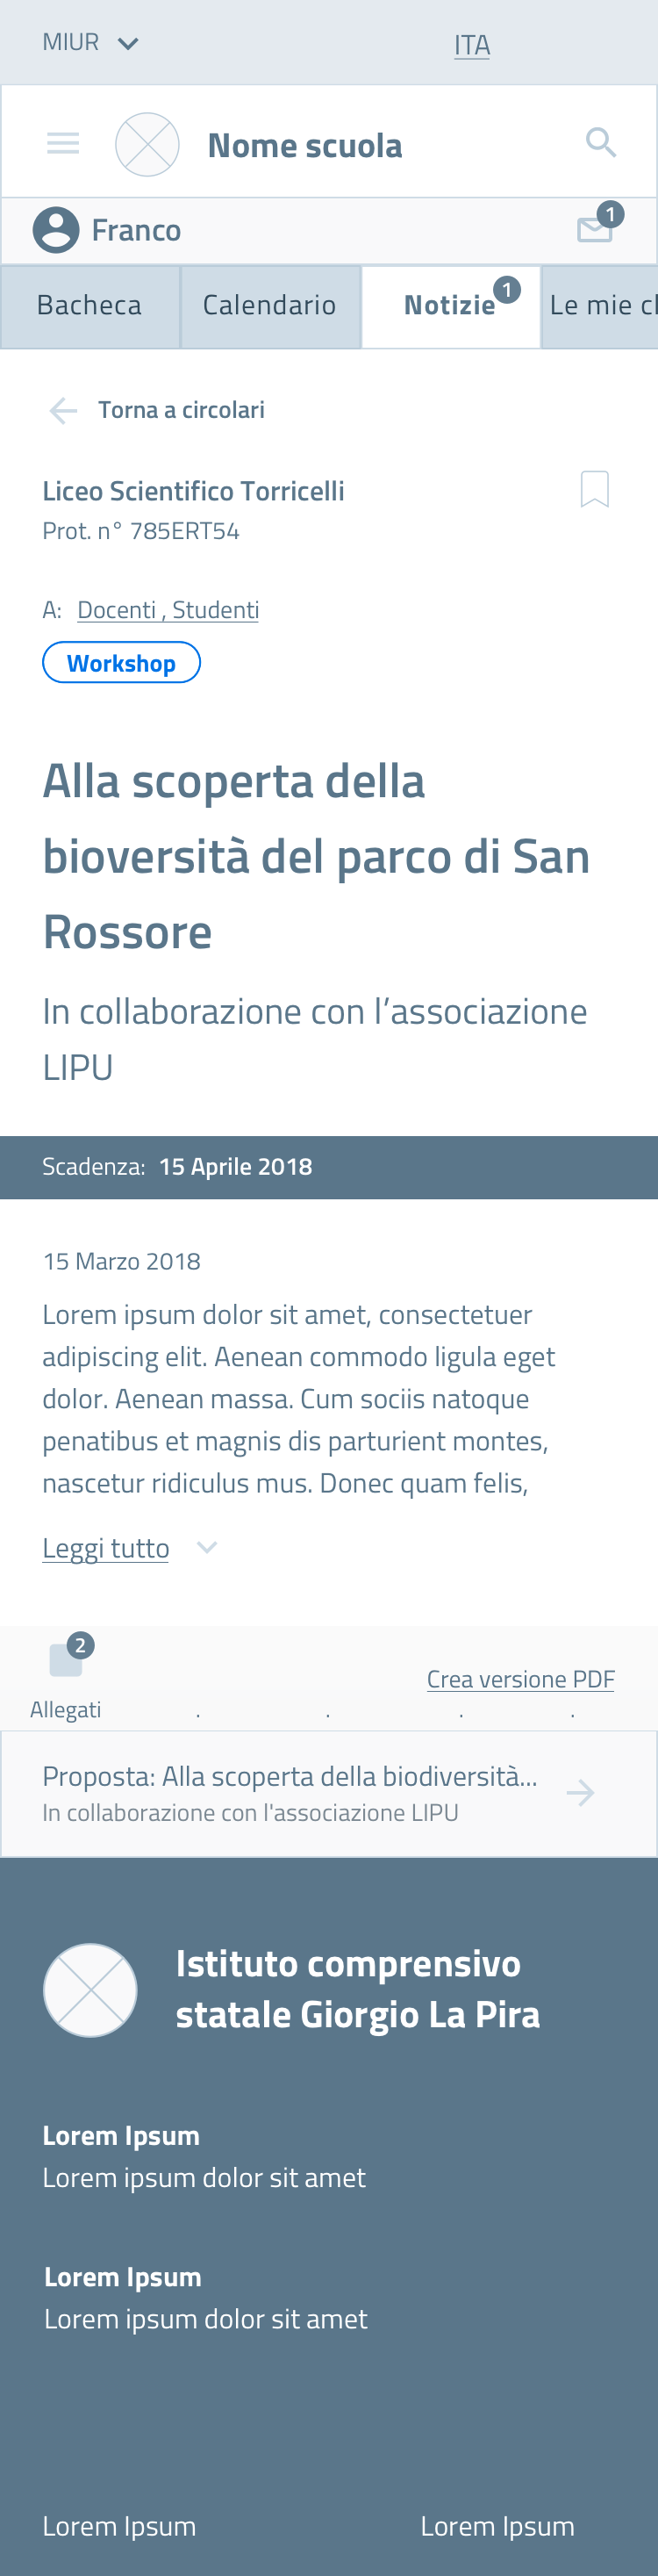 MIUR
ITA
Nome scuola
Franco
1
Bacheca
Calendario
Notizie
1
Le mie cl
Torna a circolari
Liceo Scientifico Torricelli
Prot. n° 785ERT54
A: Docenti , Studenti
Workshop
Alla scoperta della
bioversità del parco di San
Rossore
In collaborazione con l’associazione
LIPU
Scadenza: 15 Aprile 2018
15 Marzo 2018
Lorem ipsum dolor sit amet, consectetuer
adipiscing elit. Aenean commodo ligula eget
dolor. Aenean massa. Cum sociis natoque
penatibus et magnis dis parturient montes,
nascetur ridiculus mus. Donec quam felis,
Leggi tutto
2
Crea versione PDF
Allegati . . . .
Proposta: Alla scoperta della biodiversità...
In collaborazione con l'associazione LIPU
Istituto comprensivo
statale Giorgio La Pira
Lorem Ipsum
Lorem ipsum dolor sit amet
Lorem Ipsum
Lorem ipsum dolor sit amet
Lorem Ipsum
Lorem Ipsum